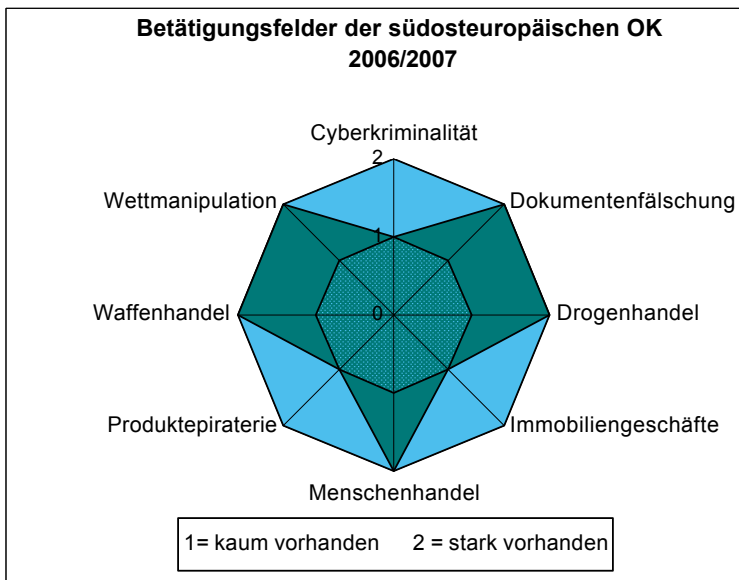 Betätigungsfelder der südosteuropäischen OK
2006/2007
Cyberkriminalität
2
Wettmanipulation
Dokumentenfälschung
1
Waffenhandel
0
Drogenhandel
Produktepiraterie
Immobiliengeschäfte
Menschenhandel
1= kaum vorhanden 2 = stark vorhanden